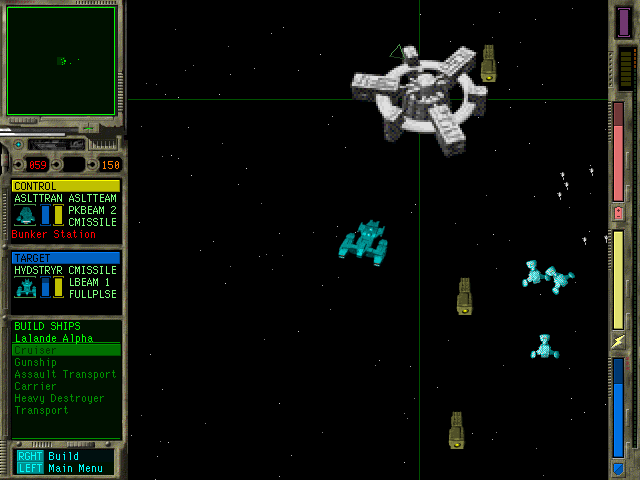 059 150
CONTROL
ASLTTRAN ASLTTEAM
PKBEAM 2
CMISSILE
Bunker Station
TARGET
HVDSTRYR CMISSILE
LBEAM 1
FULLPLSE
BUILD SHIPS
Lalande Alpha
Cruiser
Gunship
Assault Transport
Carrier
Heavy Destroyer
Transport
RGHT Build
LEFT Main Menu